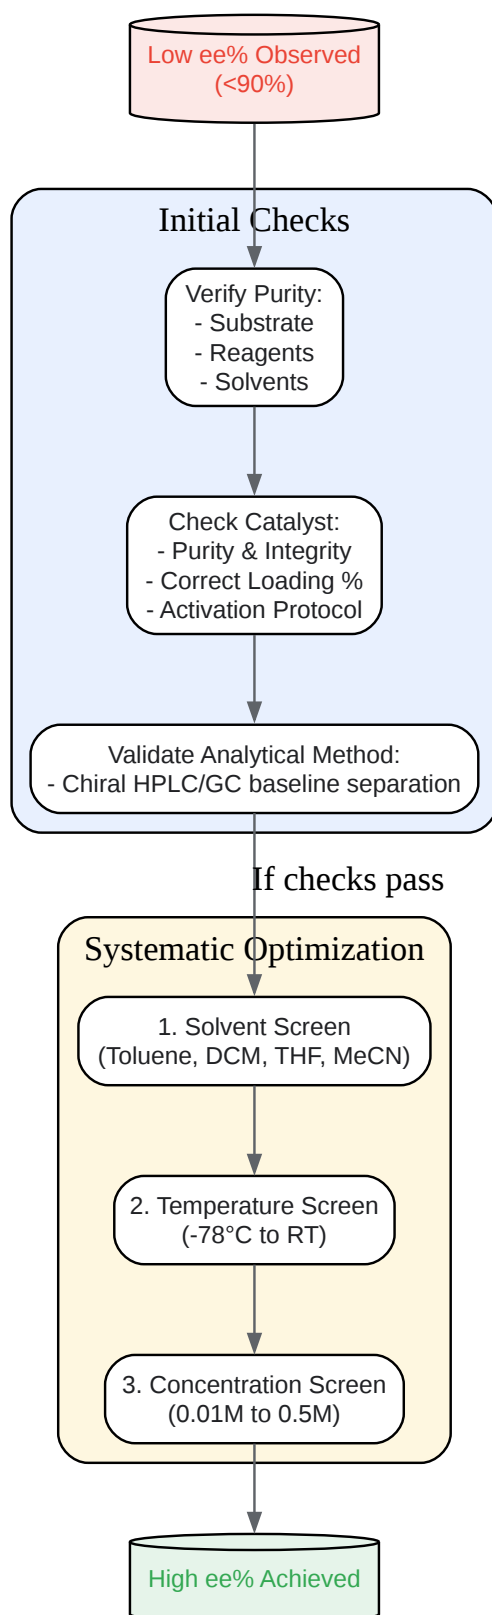 Low ee% Observed
(<90%)
Initial Checks
Verify Purity:
- Substrate
- Reagents
- Solvents
Check Catalyst:
- Purity & Integrity
- Correct Loading %
- Activation Protocol
Validate Analytical Method:
- Chiral HPLC/GC baseline separation
If checks pass
Systematic Optimization
1. Solvent Screen
(Toluene, DCM, THF, MeCN)
2. Temperature Screen
(-78°C to RT)
3. Concentration Screen
(0.01M to 0.5M)
High ee% Achieved